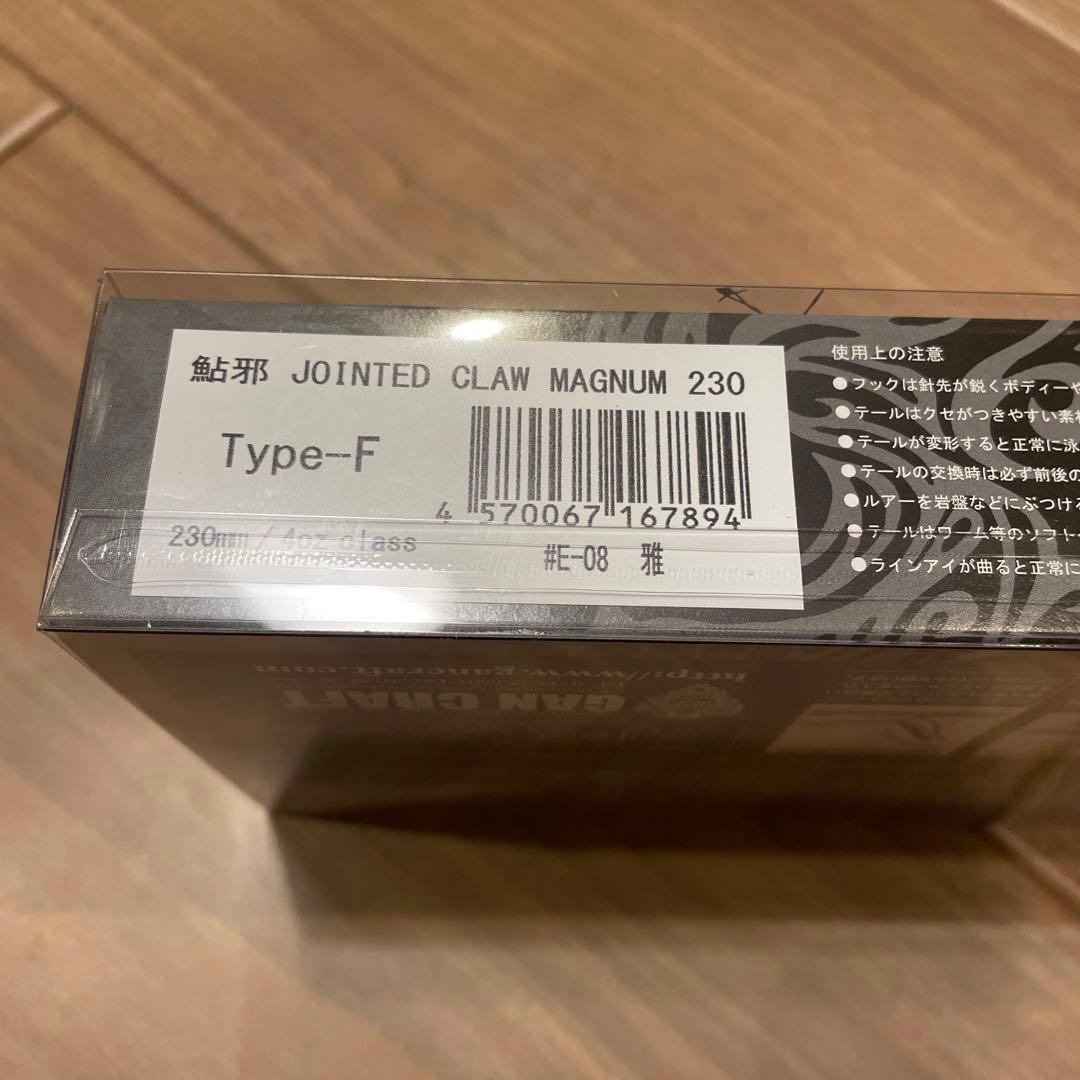 鮎邪 JOINTED CLAW MAGNUM 230
Type-F
4 570067 167894
230mm/4oz class
#E-08 雅
使用上の注意
●フックは針先が鋭くボディーや
●テールはクセがつきやすい素材
●テールが変形すると正常に泳
●テールの交換時は必ず前後の
●ルアーを岩盤などにぶつける
●テールはワーム等のソフト
●ラインアイが曲ると正常に
http://www.gancraft.com
GAN CRAFT